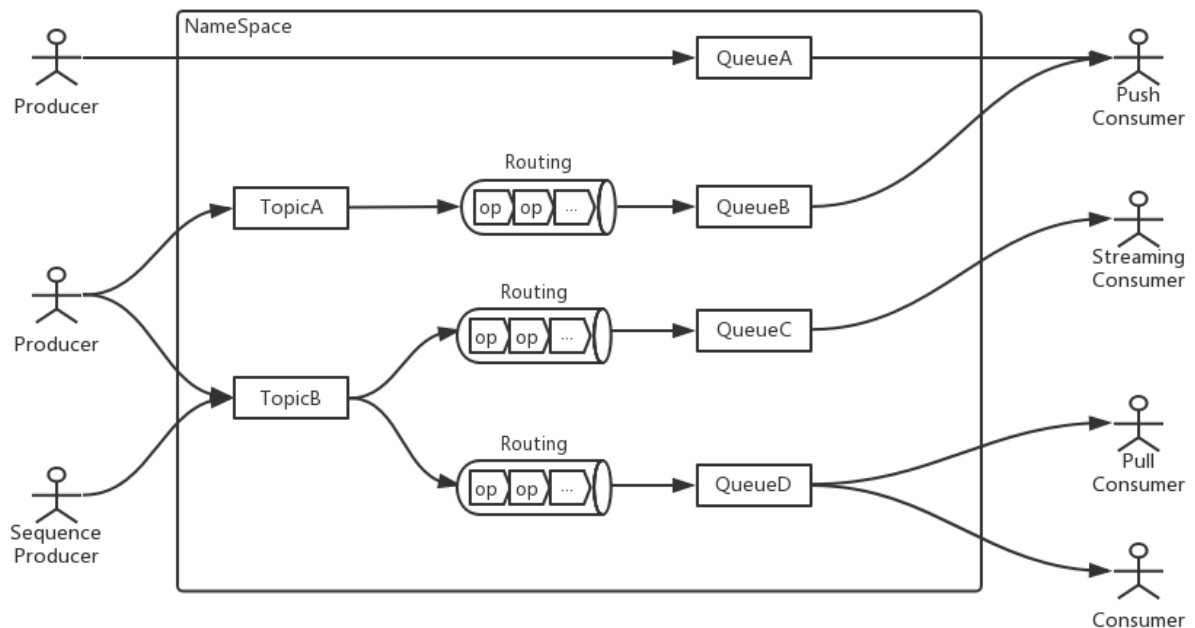 NameSpace
Producer
QueueA
Push
Consumer
Routing
TopicA
op op ...
QueueB
Streaming
Consumer
Producer
Routing
op op ...
QueueC
TopicB
Routing
op op ...
QueueD
Pull
Consumer
Sequence
Producer
Consumer